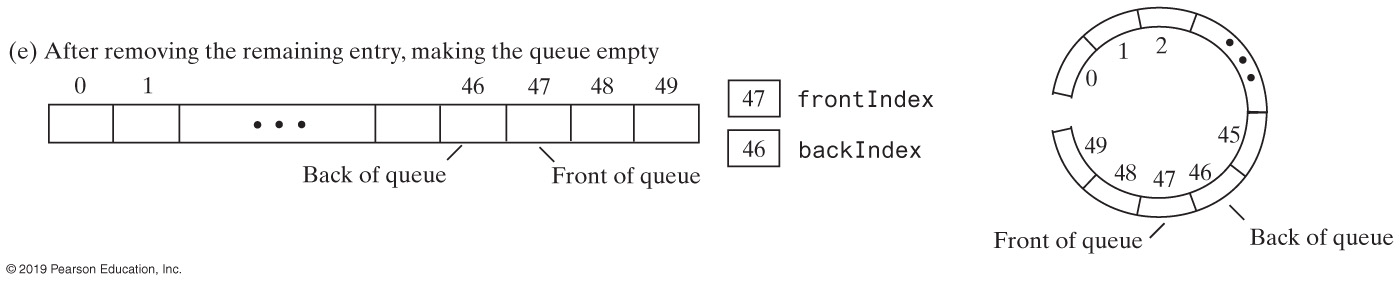 (e) After removing the remaining entry, making the queue empty
0 1 46 47 48 49
47 frontIndex
46 backIndex
Back of queue Front of queue
0 1 2
45
46
47
48
49
Front of queue Back of queue
© 2019 Pearson Education, Inc.